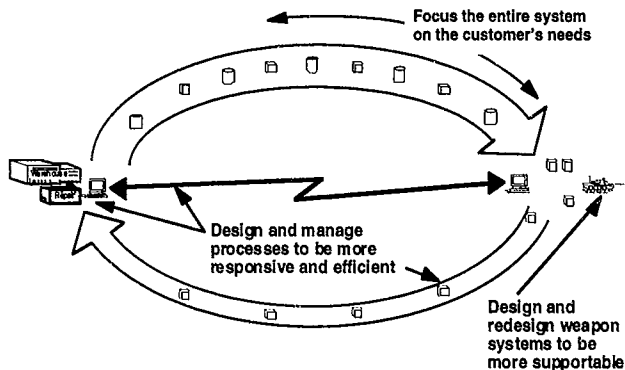 Focus the entire system
on the customer's needs
Warehouse
Repair
Design and manage
processes to be more
responsive and efficient
Design and
redesign weapon
systems to be
more supportable